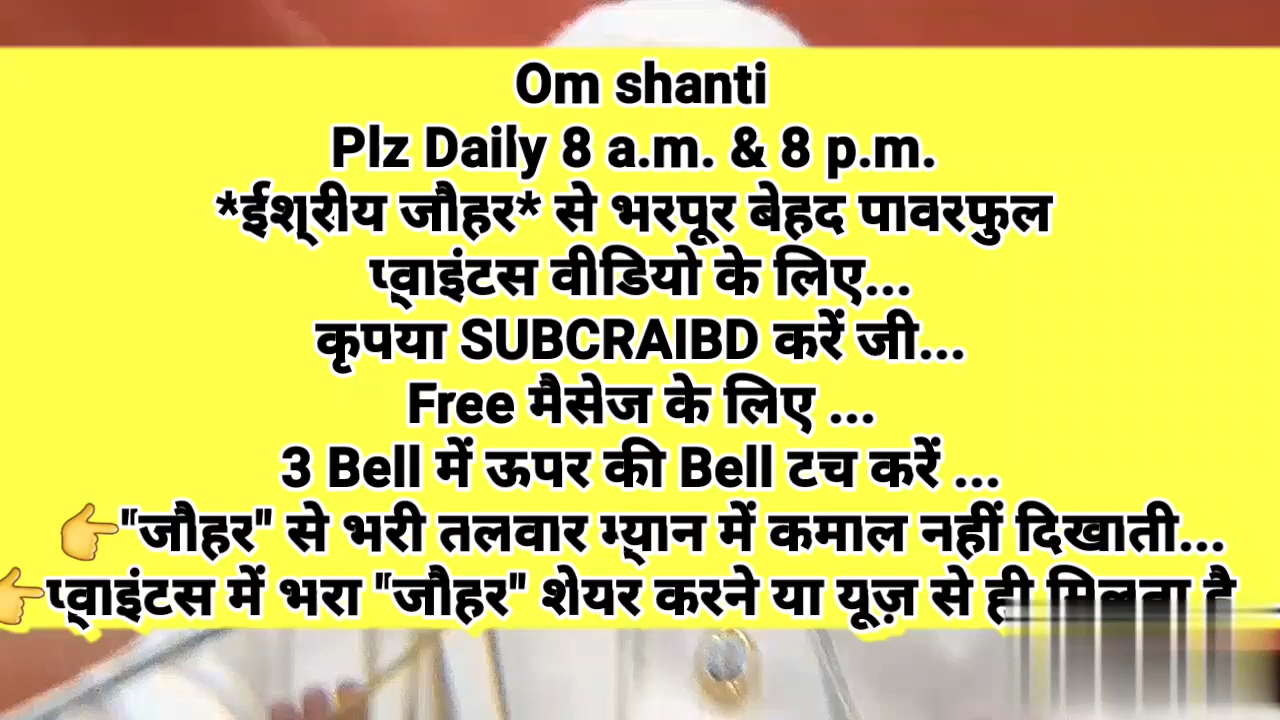 Om shanti
Plz Daily 8 a.m. & 8 p.m.
*ईश्रीय जौहर* से भरपूर बेहद पावरफुल
प्वाइंटस वीडियो के लिए...
कृपया SUBCRAIBD करें जी...
Free मैसेज के लिए ...
3 Bell में ऊपर की Bell टच करें ...
👉"जौहर" से भरी तलवार म्यान में कमाल नहीं दिखाती...
👉प्वाइंटस में भरा "जौहर" शेयर करने या यूज़ से ही मिलता है